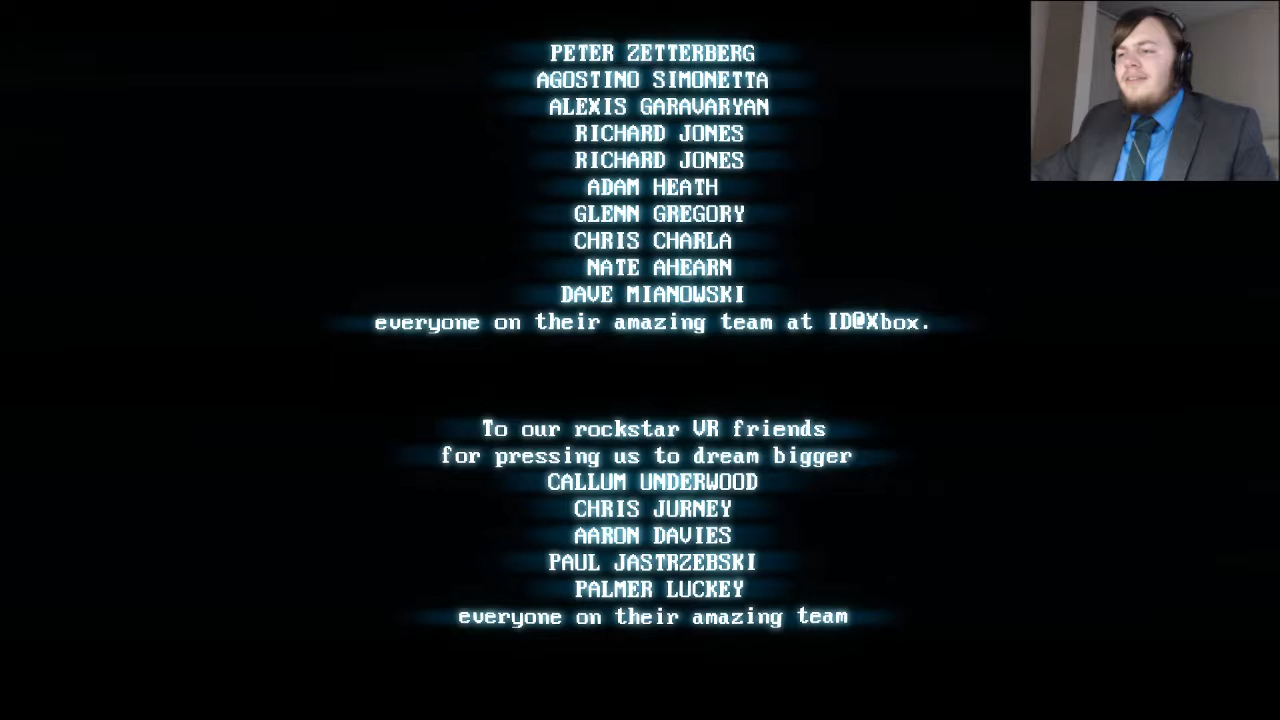 PETER ZETTERBERG
AGOSTINO SIMONETTA
ALEXIS GARAVARYAN
RICHARD JONES
RICHARD JONES
ADAM HEATH
GLENN GREGORY
CHRIS CHARLA
NATE AHEARN
DAVE MIANOWSKI
everyone on their amazing team at ID@Xbox.
To our rockstar VR friends
for pressing us to dream bigger
CALLUM UNDERWOOD
CHRIS JURNEY
AARON DAVIES
PAUL JASTRZEBSKI
PALMER LUCKEY
everyone on their amazing team